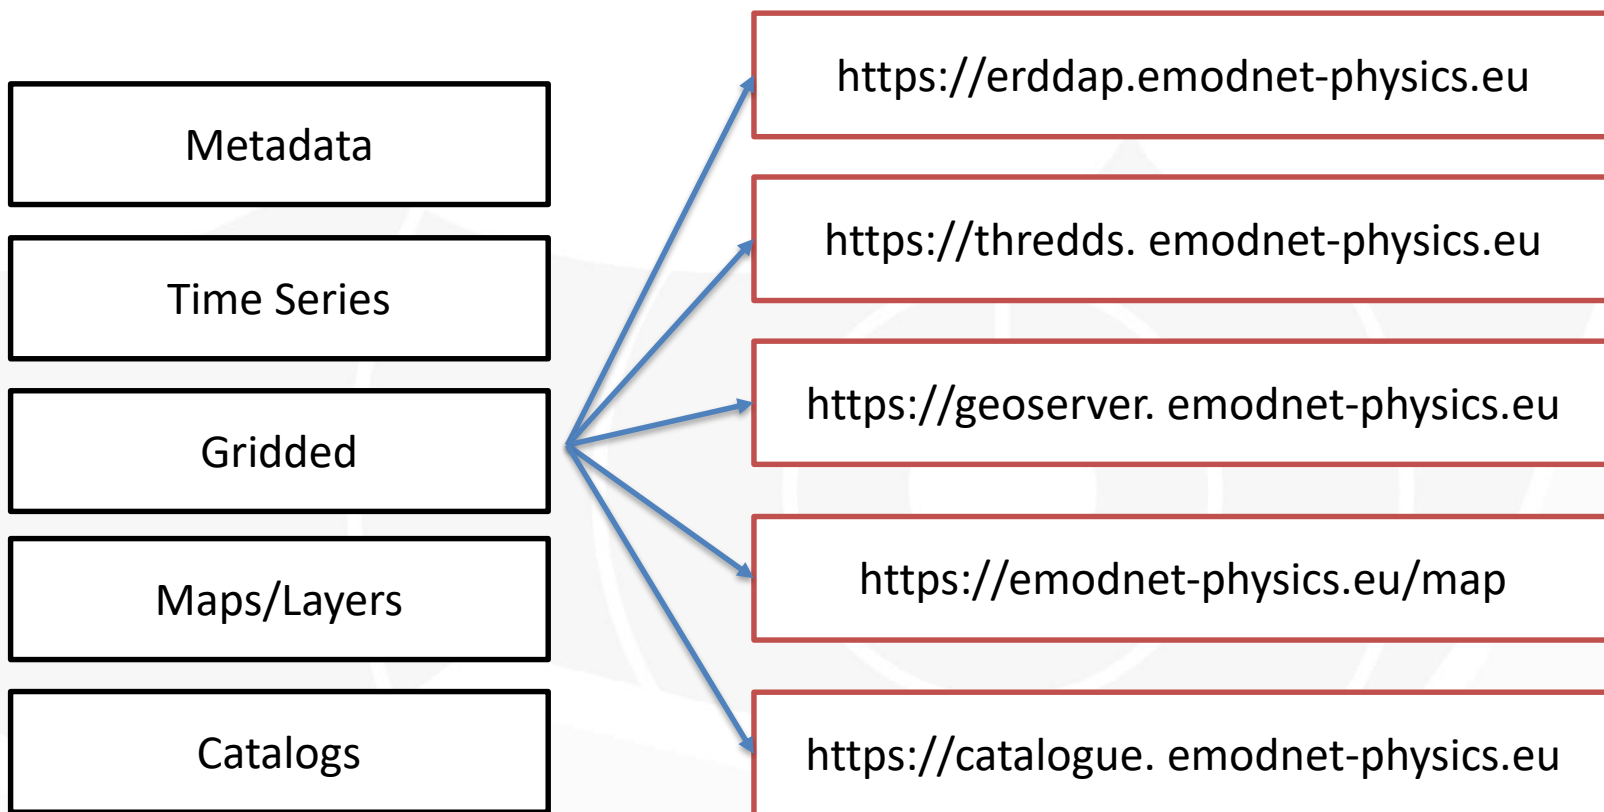 Metadata
Time Series
Gridded
Maps/Layers
Catalogs
https://erddap.emodnet-physics.eu
https://thredds. emodnet-physics.eu
https://geoserver. emodnet-physics.eu
https://emodnet-physics.eu/map
https://catalogue. emodnet-physics.eu